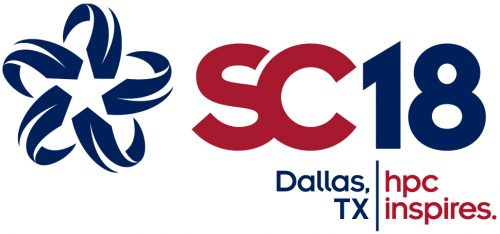 SC18
Dallas, hpc
TX inspires.